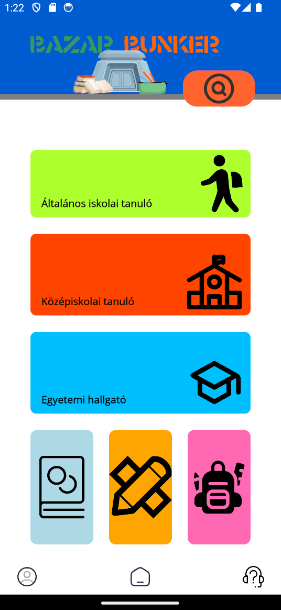 1:22
BAZAR BUNKER
Általános iskolai tanuló
Középiskolai tanuló
Egyetemi hallgató